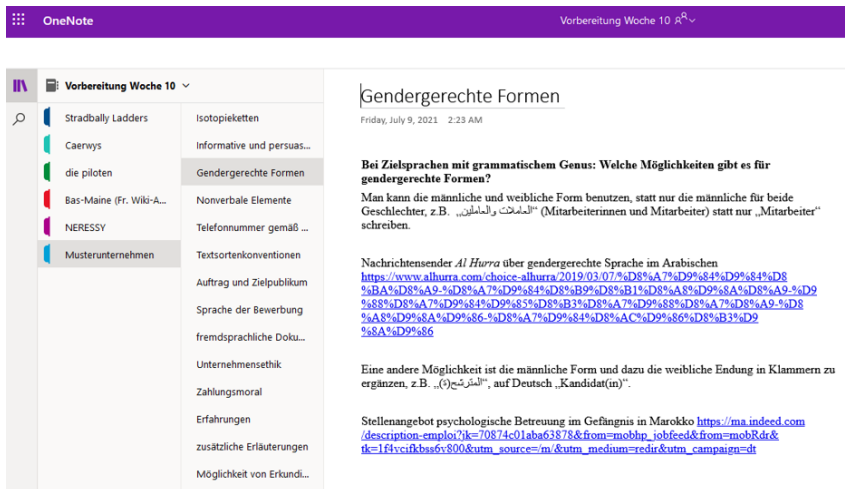 OneNote
Vorbereitung Woche 10
Vorbereitung Woche 10
Stradbally Ladders
Caerwys
die piloten
Bas-Maine (Fr. Wiki-A...
NERESSY
Musterunternehmen
Isotopieketten
Informative und persuas...
Gendergerechte Formen
Nonverbale Elemente
Telefonnummer gemäß ...
Textsortenkonventionen
Auftrag und Zielpublikum
Sprache der Bewerbung
fremdsprachliche Doku...
Unternehmensethik
Zahlungsmoral
Erfahrungen
zusätzliche Erläuterungen
Möglichkeit von Erkundi...
Gendergerechte Formen
Friday, July 9, 2021 2:23 AM
Bei Zielsprachen mit grammatischem Genus: Welche Möglichkeiten gibt es für
gendergerechte Formen?
Man kann die männliche und weibliche Form benutzen, statt nur die männliche für beide
Geschlechter, z.B. „العاملات والعاملين“ (Mitarbeiterinnen und Mitarbeiter) statt nur „Mitarbeiter“
schreiben.
Nachrichtensender Al Hurra über gendergerechte Sprache im Arabischen
https://www.alhurra.com/choice-alhurra/2019/03/07/%D8%A7%D9%84%D9%84%D8
%BA%D8%A9-%D8%A7%D9%84%D8%B9%D8%B1%D8%A8%D9%8A%D8%A9-%D9
%88%D8%A7%D9%84%D9%85%D8%B3%D8%A7%D9%88%D8%A7%D8%A9-%D8
%A8%D9%8A%D9%86-%D8%A7%D9%84%D8%AC%D9%86%D8%B3%D9
%8A%D9%86
Eine andere Möglichkeit ist die männliche Form und dazu die weibliche Endung in Klammern zu
ergänzen, z.B. „المترشح(ة)“, auf Deutsch „Kandidat(in)“.
Stellenangebot psychologische Betreuung im Gefängnis in Marokko https://ma.indeed.com
/description-emploi?jk=70874c01aba63878&from=mobhp_jobfeed&from=mobRdr&
tk=1f4vcifkbss6v800&utm_source=/m/&utm_medium=redir&utm_campaign=dt